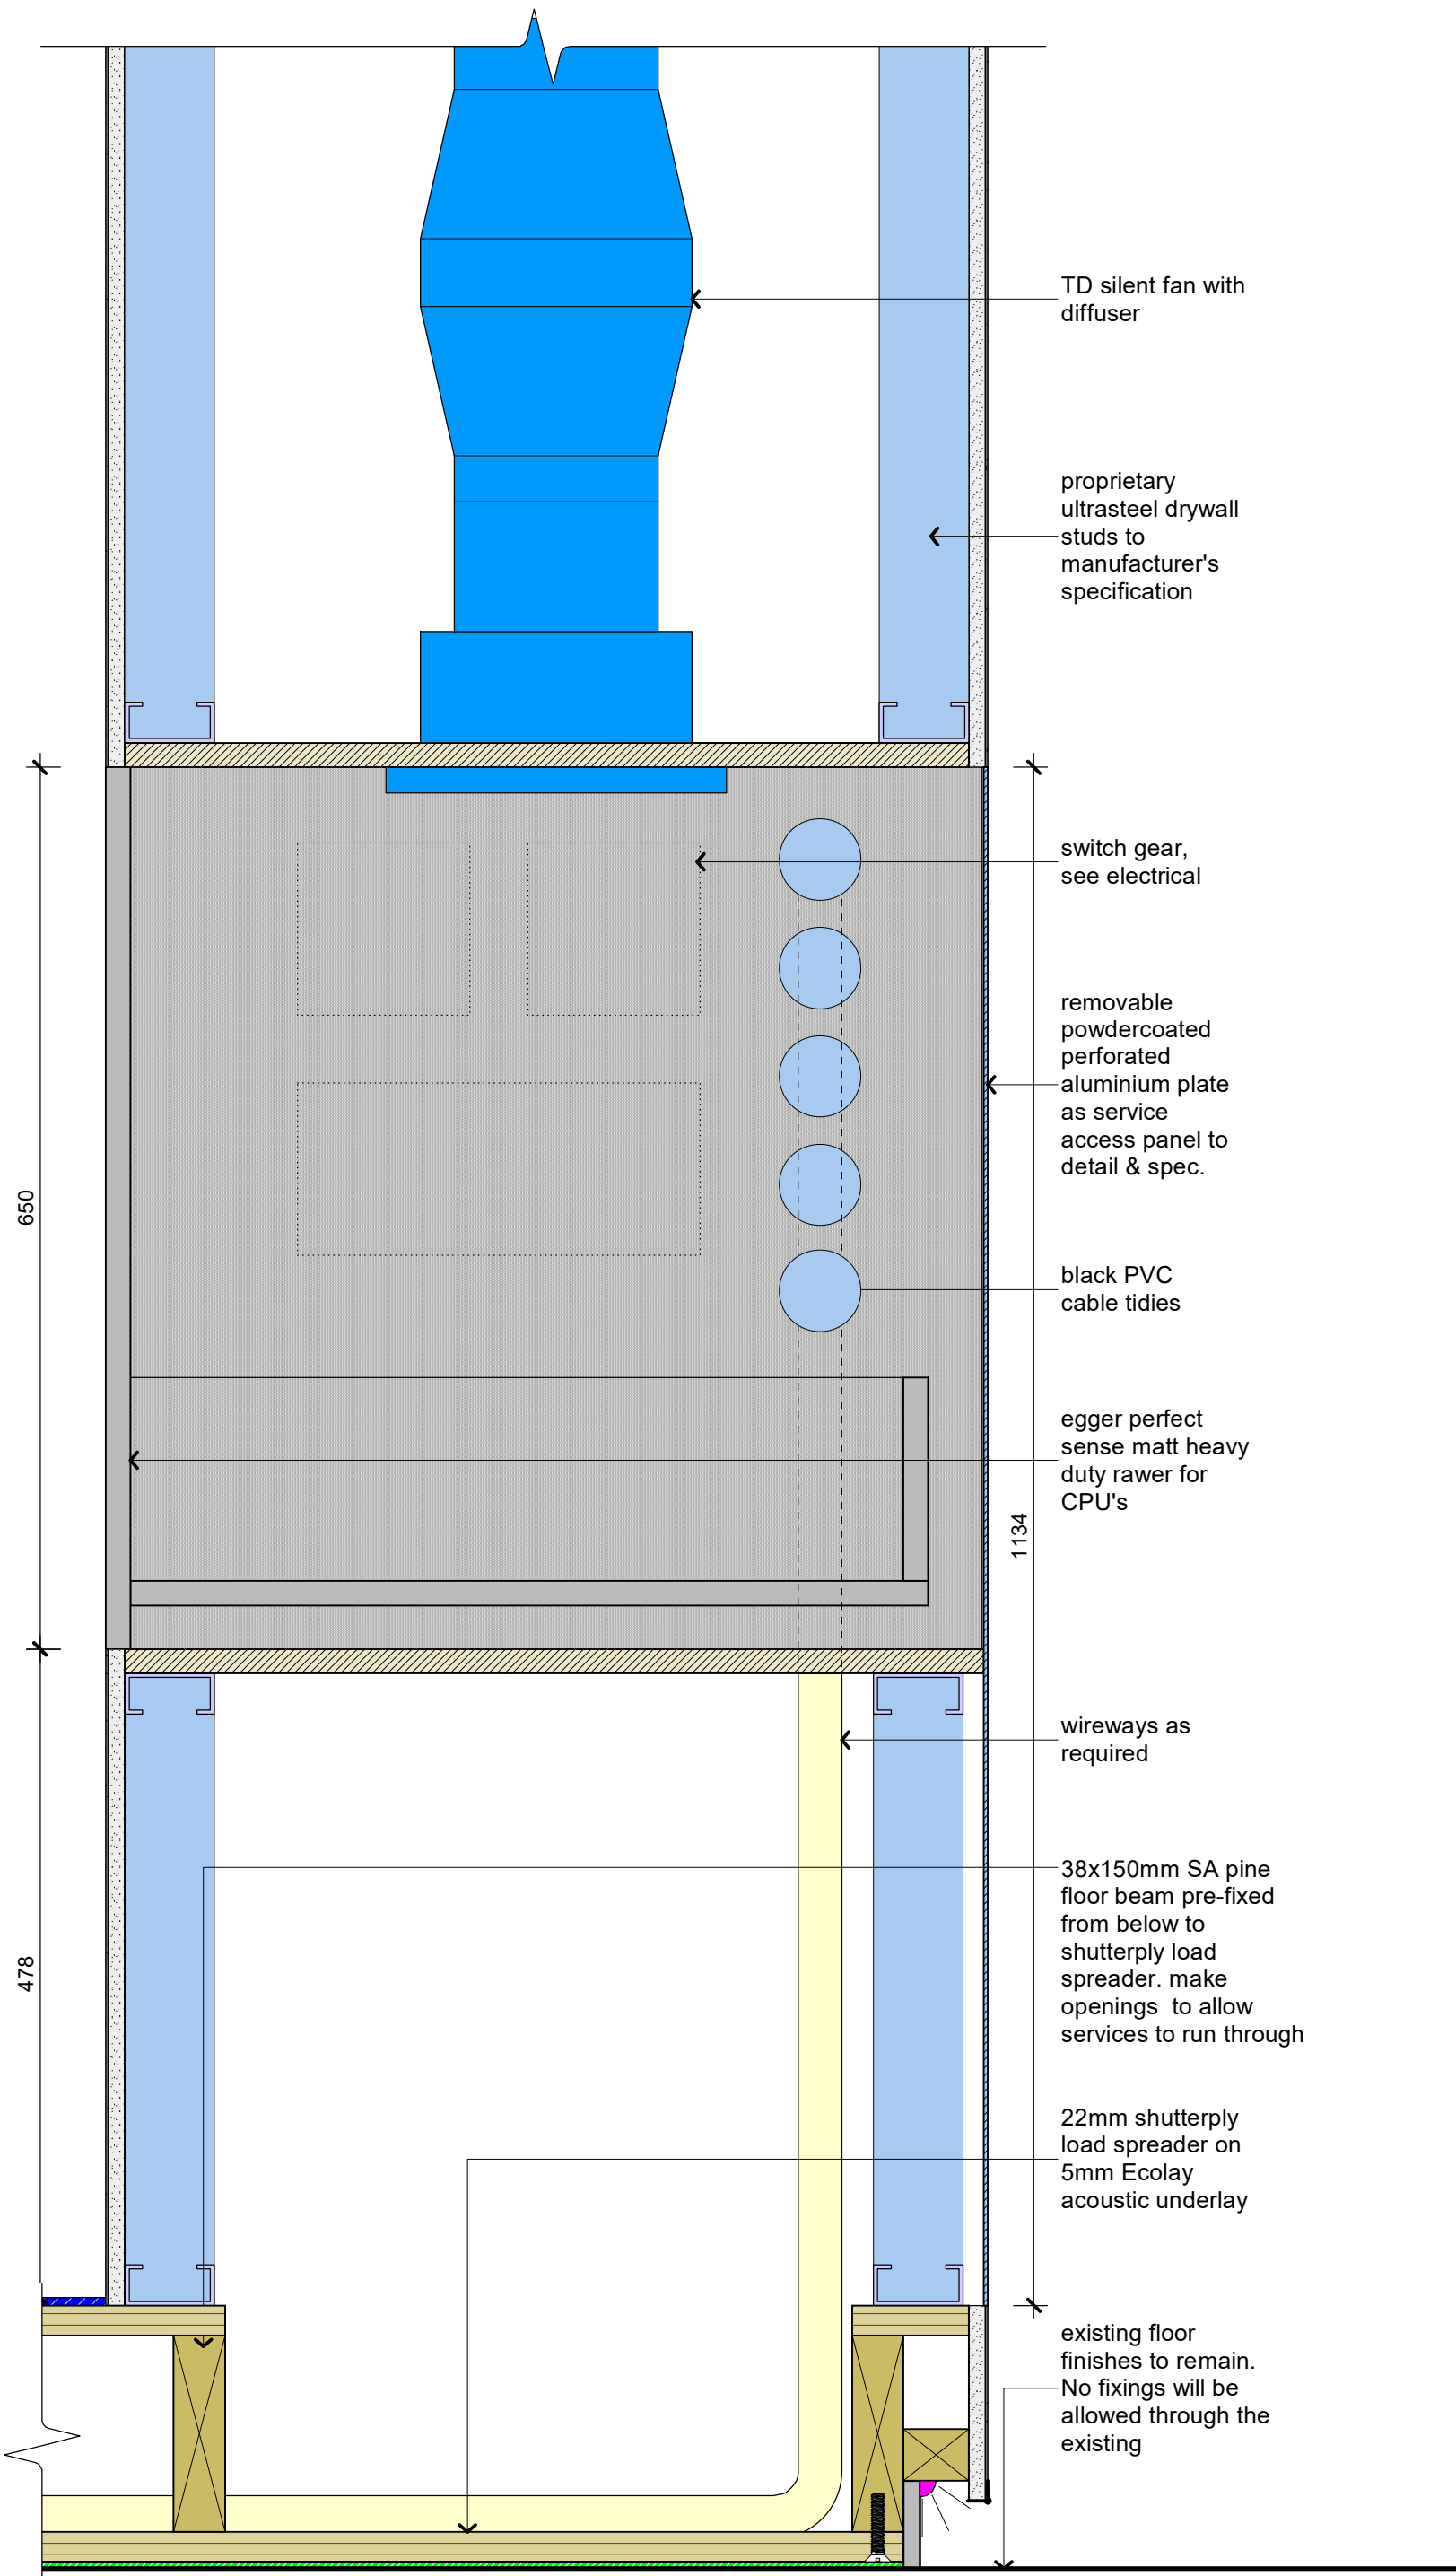 TD silent fan with
diffuser
proprietary
ultrasteel drywall
studs to
manufacturer's
specification
switch gear,
see electrical
removable
powdercoated
perforated
aluminium plate
as service
access panel to
detail & spec.
650
black PVC
cable tidies
egger perfect
sense matt heavy
duty rawer for
CPU's
1134
wireways as
required
38x150mm SA pine
floor beam pre-fixed
from below to
shutterply load
spreader. make
openings  to allow
services to run through
478
22mm shutterply
load spreader on
5mm Ecolay
acoustic underlay
existing floor
finishes to remain.
No fixings will be
allowed through the
existing